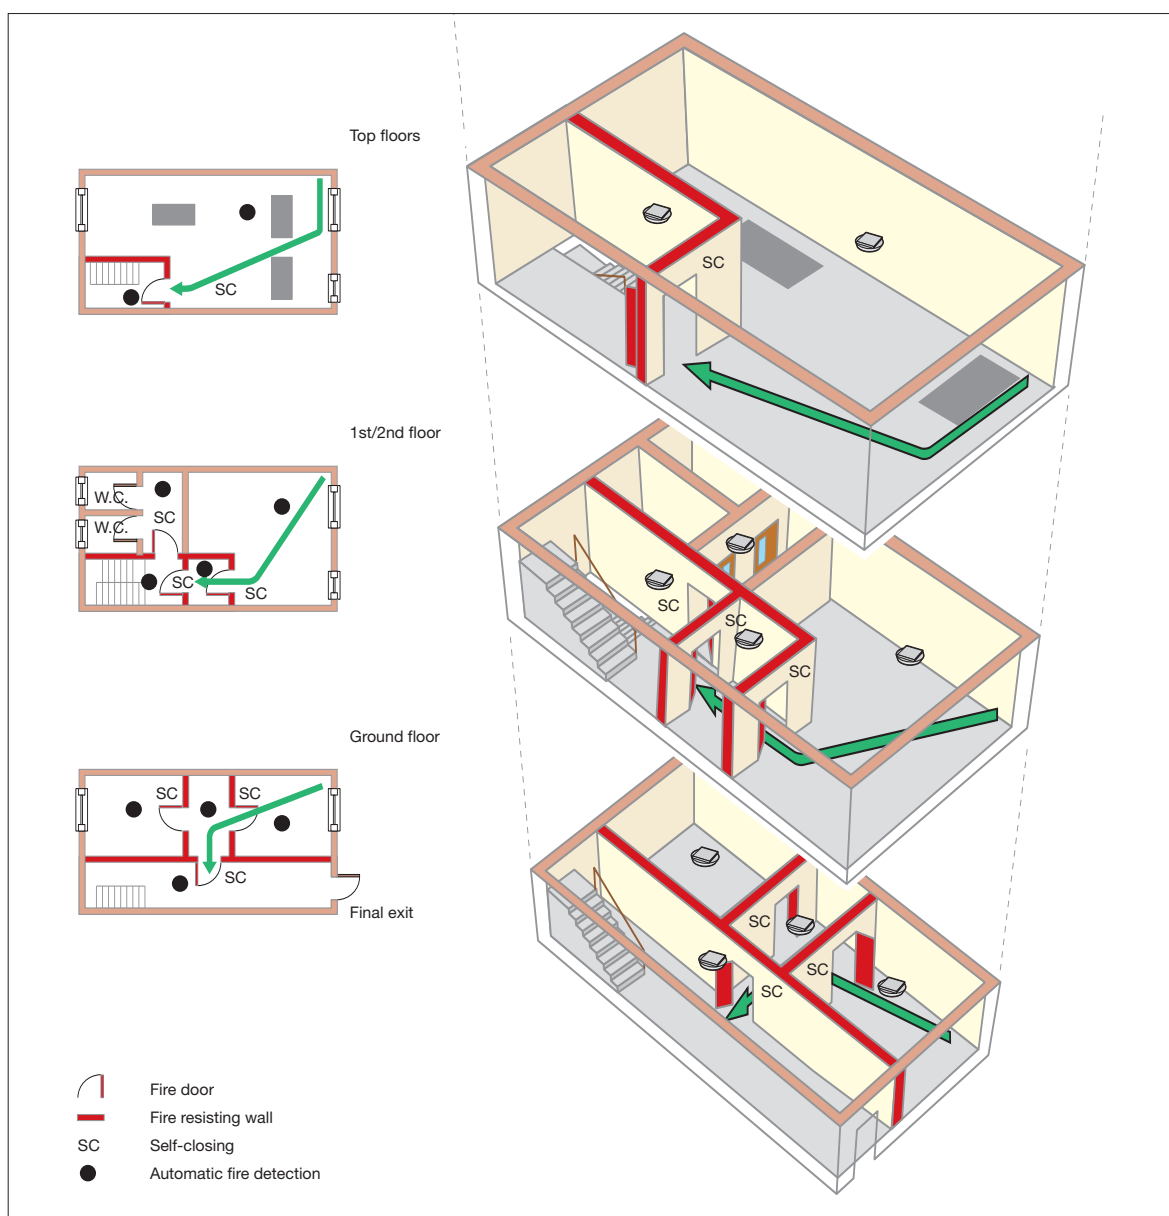 Top floors
SC
SC
1st/2nd floor
W.C.
W.C.
SC
SC
SC
SC
SC
SC
Ground floor
SC
SC
SC
Final exit
SC
SC
SC
Fire door
Fire resisting wall
SC
Self-closing
Automatic fire detection